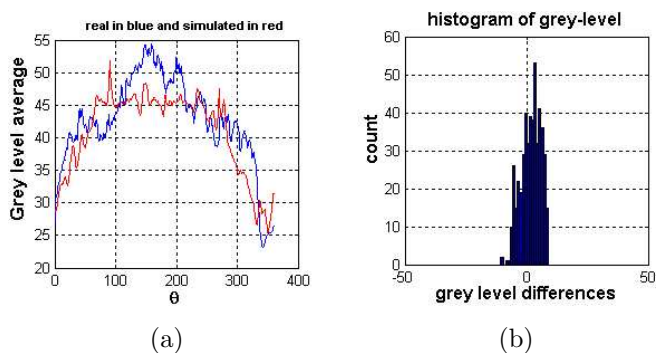 real in blue and simulated in red
55
50
45
40
35
30
25
20
Grey level average
0 100 200 300 400
θ
(a)
histogram of grey-level
60
50
40
30
20
10
0
count
-50 0 50
grey level differences
(b)